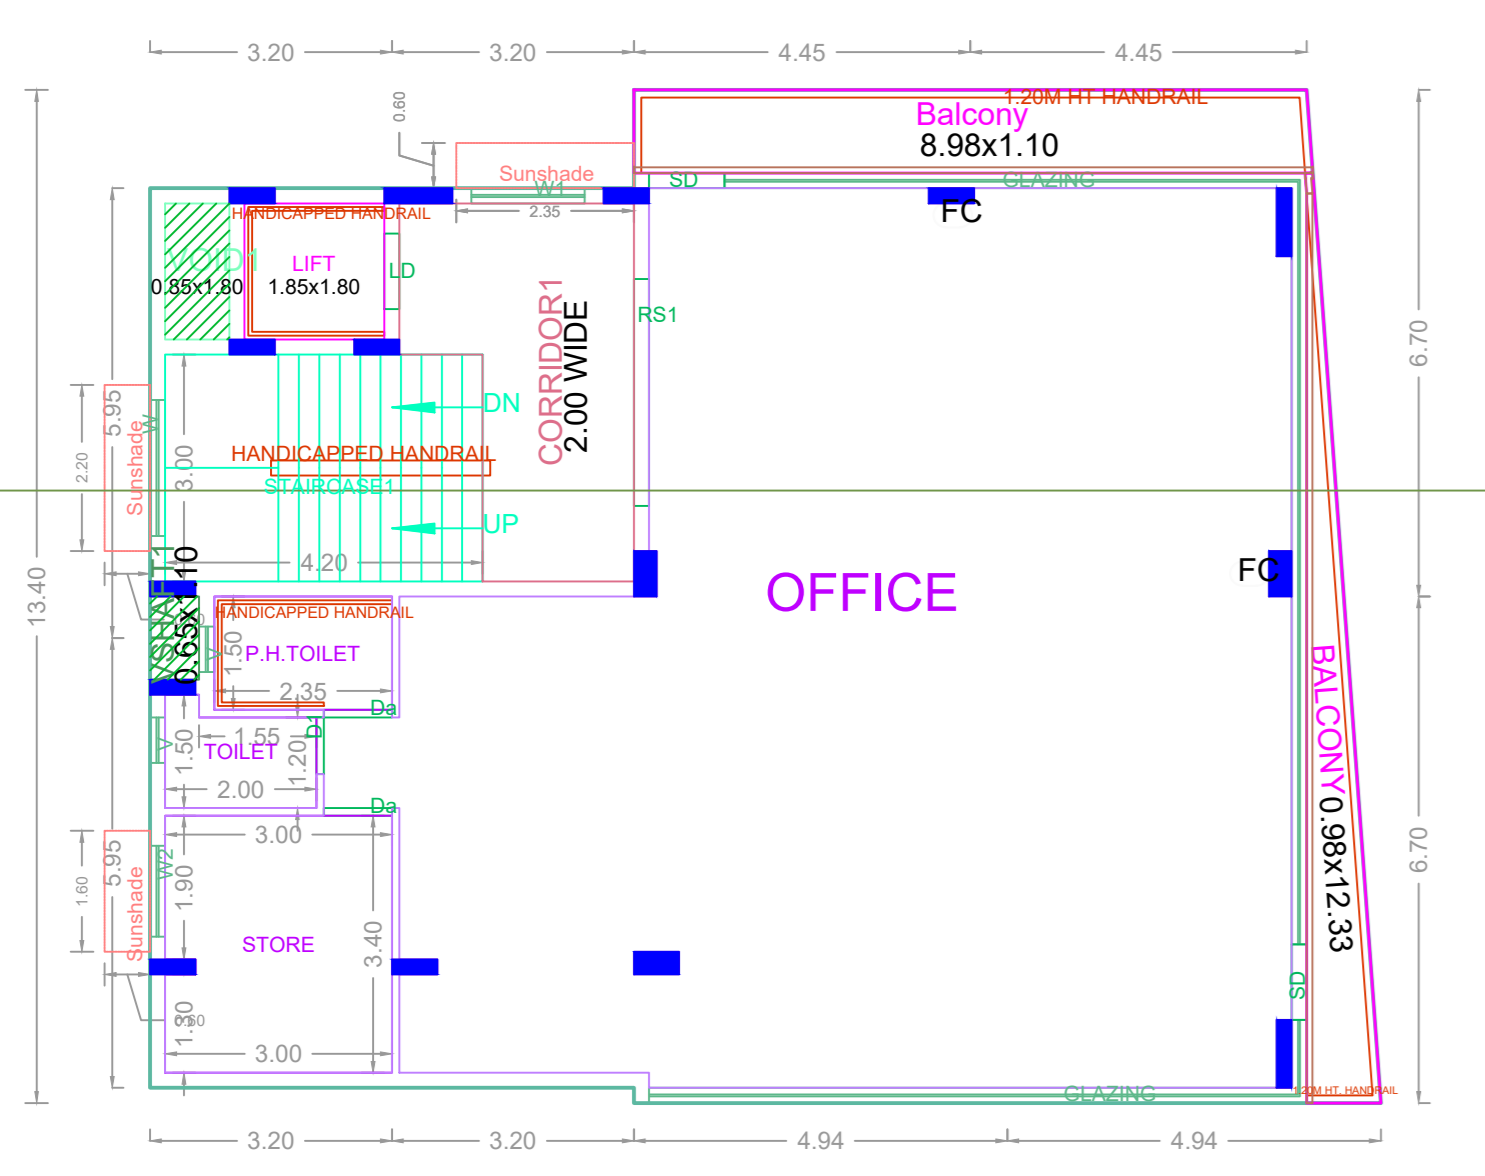 3.20
3.20
4.45
4.45
0.60
1.20M HT HANDRAIL
Balcony
8.98x1.10
Sunshade
W1
2.35
SD
GLAZING
FC
HANDICAPPED HANDRAIL
VOID1
0.85x1.80
LIFT
1.85x1.80
LD
RS1
CORRIDOR1
2.00 WIDE
6.70
5.95
W
Sunshade
2.20
3.00
DN
HANDICAPPED HANDRAIL
STAIRCASE1
UP
4.20
13.40
VSHAFT1
0.65x1.10
OFFICE
FC
HANDICAPPED HANDRAIL
1.50
V
P.H.TOILET
2.35
Da
D1
1.55
1.50
V
TOILET
1.20
2.00
Da
BALCONY
0.98x12.33
3.00
5.95
W2
Sunshade
1.60
1.90
STORE
3.40
6.70
SD
0.60
1.30
3.00
GLAZING
1.20M HT. HANDRAIL
3.20
3.20
4.94
4.94